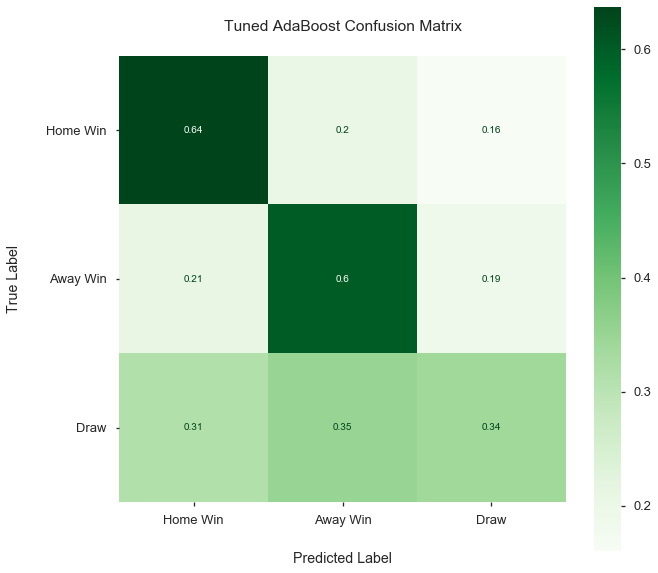 Tuned AdaBoost Confusion Matrix
True Label
Home Win 0.64 0.2 0.16
Away Win 0.21 0.6 0.19
Draw 0.31 0.35 0.34
Home Win Away Win Draw
Predicted Label
0.6
0.5
0.4
0.3
0.2